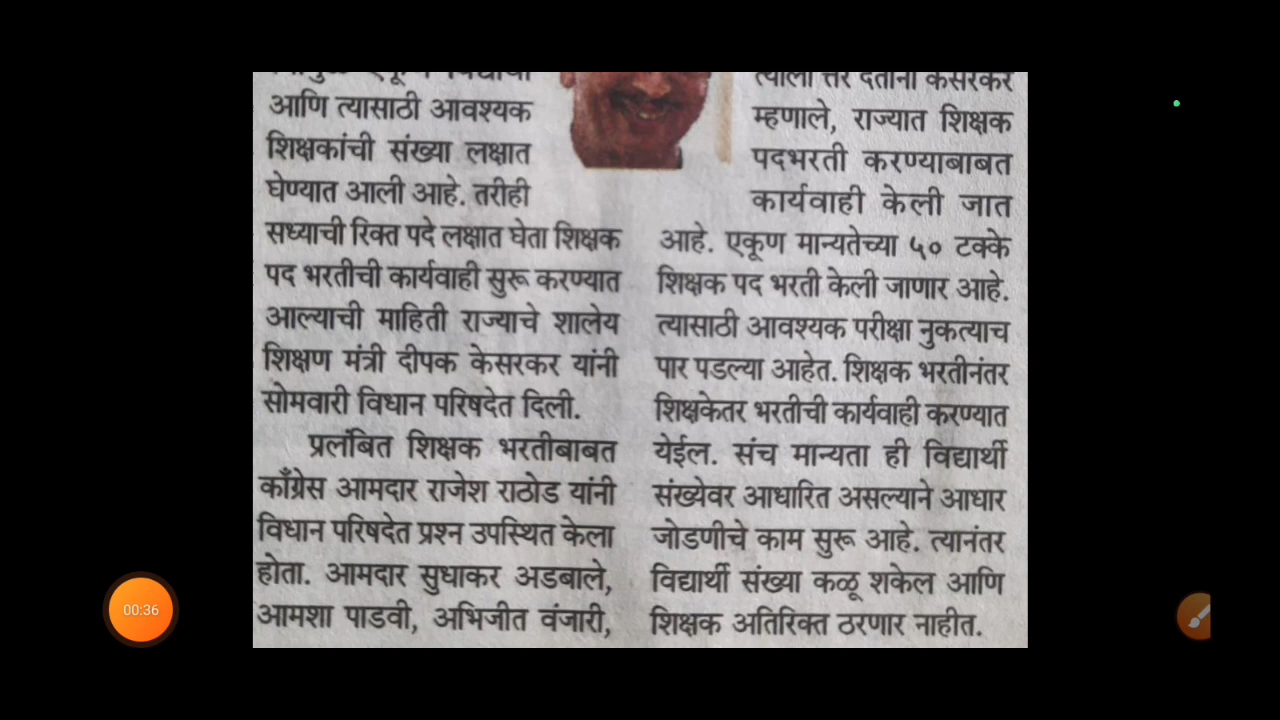 आणि त्यासाठी आवश्यक
शिक्षकांची संख्या लक्षात
घेण्यात आली आहे. तरीही
सध्याची रिक्त पदे लक्षात घेता शिक्षक
पद भरतीची कार्यवाही सुरू करण्यात
आल्याची माहिती राज्याचे शालेय
शिक्षण मंत्री दीपक केसरकर यांनी
सोमवारी विधान परिषदेत दिली.
प्रलंबित शिक्षक भरतीबाबत
काँग्रेस आमदार राजेश राठोड यांनी
विधान परिषदेत प्रश्न उपस्थित केला
होता. आमदार सुधाकर अडबाले,
आमशा पाडवी, अभिजीत वंजारी,
केसरकर
म्हणाले, राज्यात शिक्षक
पदभरती करण्याबाबत
कार्यवाही केली जात
आहे. एकूण मान्यतेच्या ५० टक्के
शिक्षक पद भरती केली जाणार आहे.
त्यासाठी आवश्यक परीक्षा नुकत्याच
पार पडल्या आहेत. शिक्षक भरतीनंतर
शिक्षकेतर भरतीची कार्यवाही करण्यात
येईल. संच मान्यता ही विद्यार्थी
संख्येवर आधारित असल्याने आधार
जोडणीचे काम सुरू आहे. त्यानंतर
विद्यार्थी संख्या कळू शकेल आणि
शिक्षक अतिरिक्त ठरणार नाहीत.
00:36